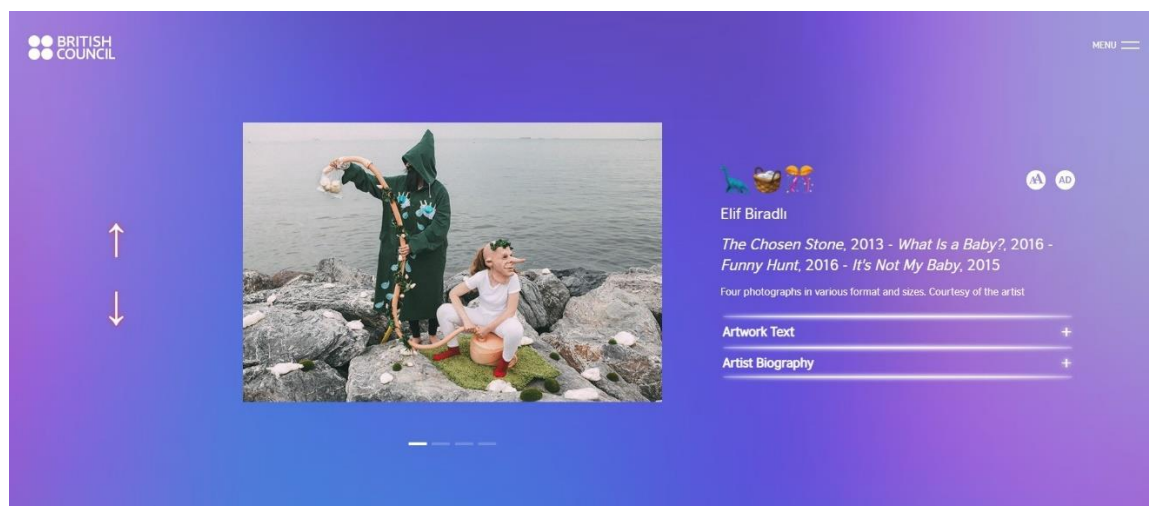 BRITISH
COUNCIL
MENU
AA AD
Elif Biradlı
The Chosen Stone, 2013 - What Is a Baby?, 2016 -
Funny Hunt, 2016 - It's Not My Baby, 2015
Four photographs in various format and sizes. Courtesy of the artist
Artwork Text +
Artist Biography +